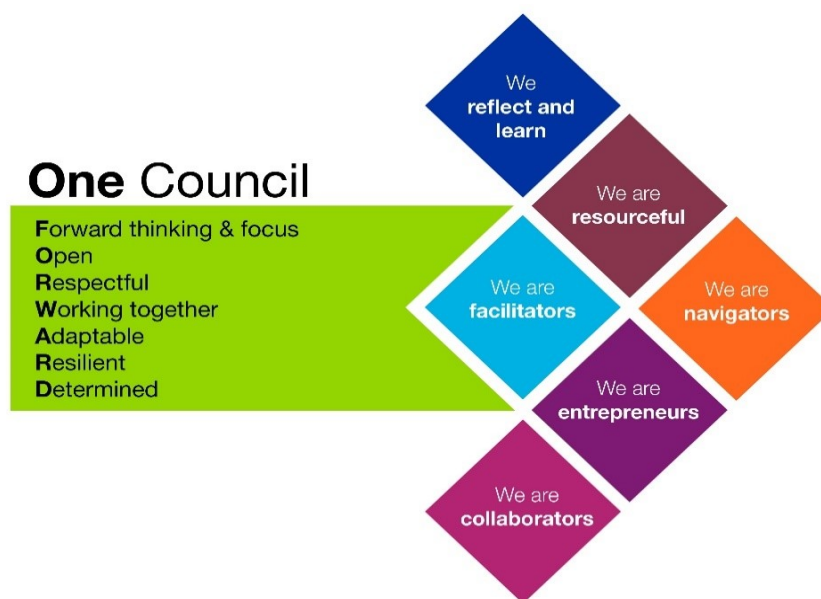 One Council
Forward thinking & focus
Open
Respectful
Working together
Adaptable
Resilient
Determined
We
reflect and
learn
We are
resourceful
We are
facilitators
We are
navigators
We are
entrepreneurs
We are
collaborators